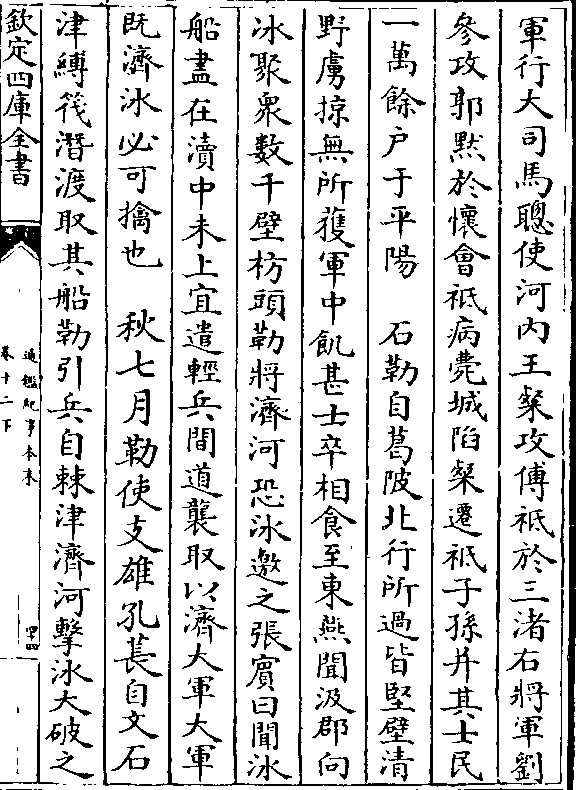 軍行大司馬聰使河内王粲攻傅祗於三渚右將軍劉
參攻郭黙於懷會祗病薨城陷粲遷祗子孫并其士民
一萬餘户于平陽　石勒自葛陂北行所過皆堅壁清
野虜掠無所獲軍中飢甚士卒相食至東燕聞汲郡向
冰聚衆數千壁枋頭勒將濟河恐冰邀之張賓曰聞冰
船盡在瀆中未上宜遣輕兵間道襲取以濟大軍大軍
既濟冰必可擒也　秋七月勒使支雄孔萇自文石
津縛筏潛渡取其船勒引兵自棘津濟河擊冰大破之
欽定四庫全書
通鑑紀事本末
卷十二下
四四